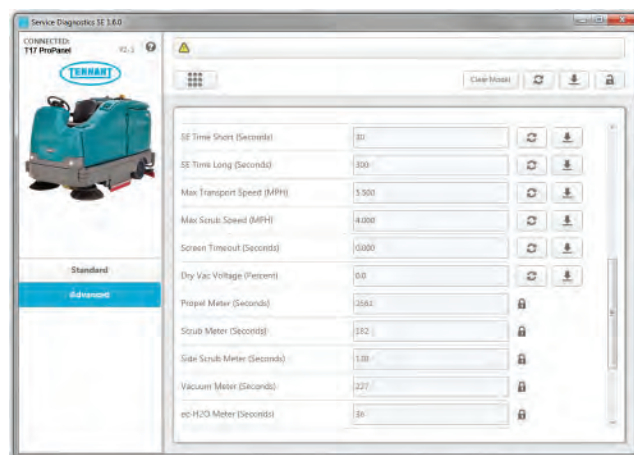 Service Diagnostics SE 1.6.0
CONNECTED:
T17 ProPanel
V2.1
TENNANT
Clear Model
SE Time Short (Seconds) 30
SE Time Long (Seconds) 300
Max Transport Speed (MPH) 5.500
Max Scrub Speed (MPH) 4.000
Screen Timeout (Seconds) 0.000
Dry Vac Voltage (Percent) 0.0
Standard
Advanced
Propel Meter (Seconds)
Scrub Meter (Seconds) 182
Side Scrub Meter (Seconds)
Vacuum Meter (Seconds) 227
ec-H2O Meter (Seconds) 36